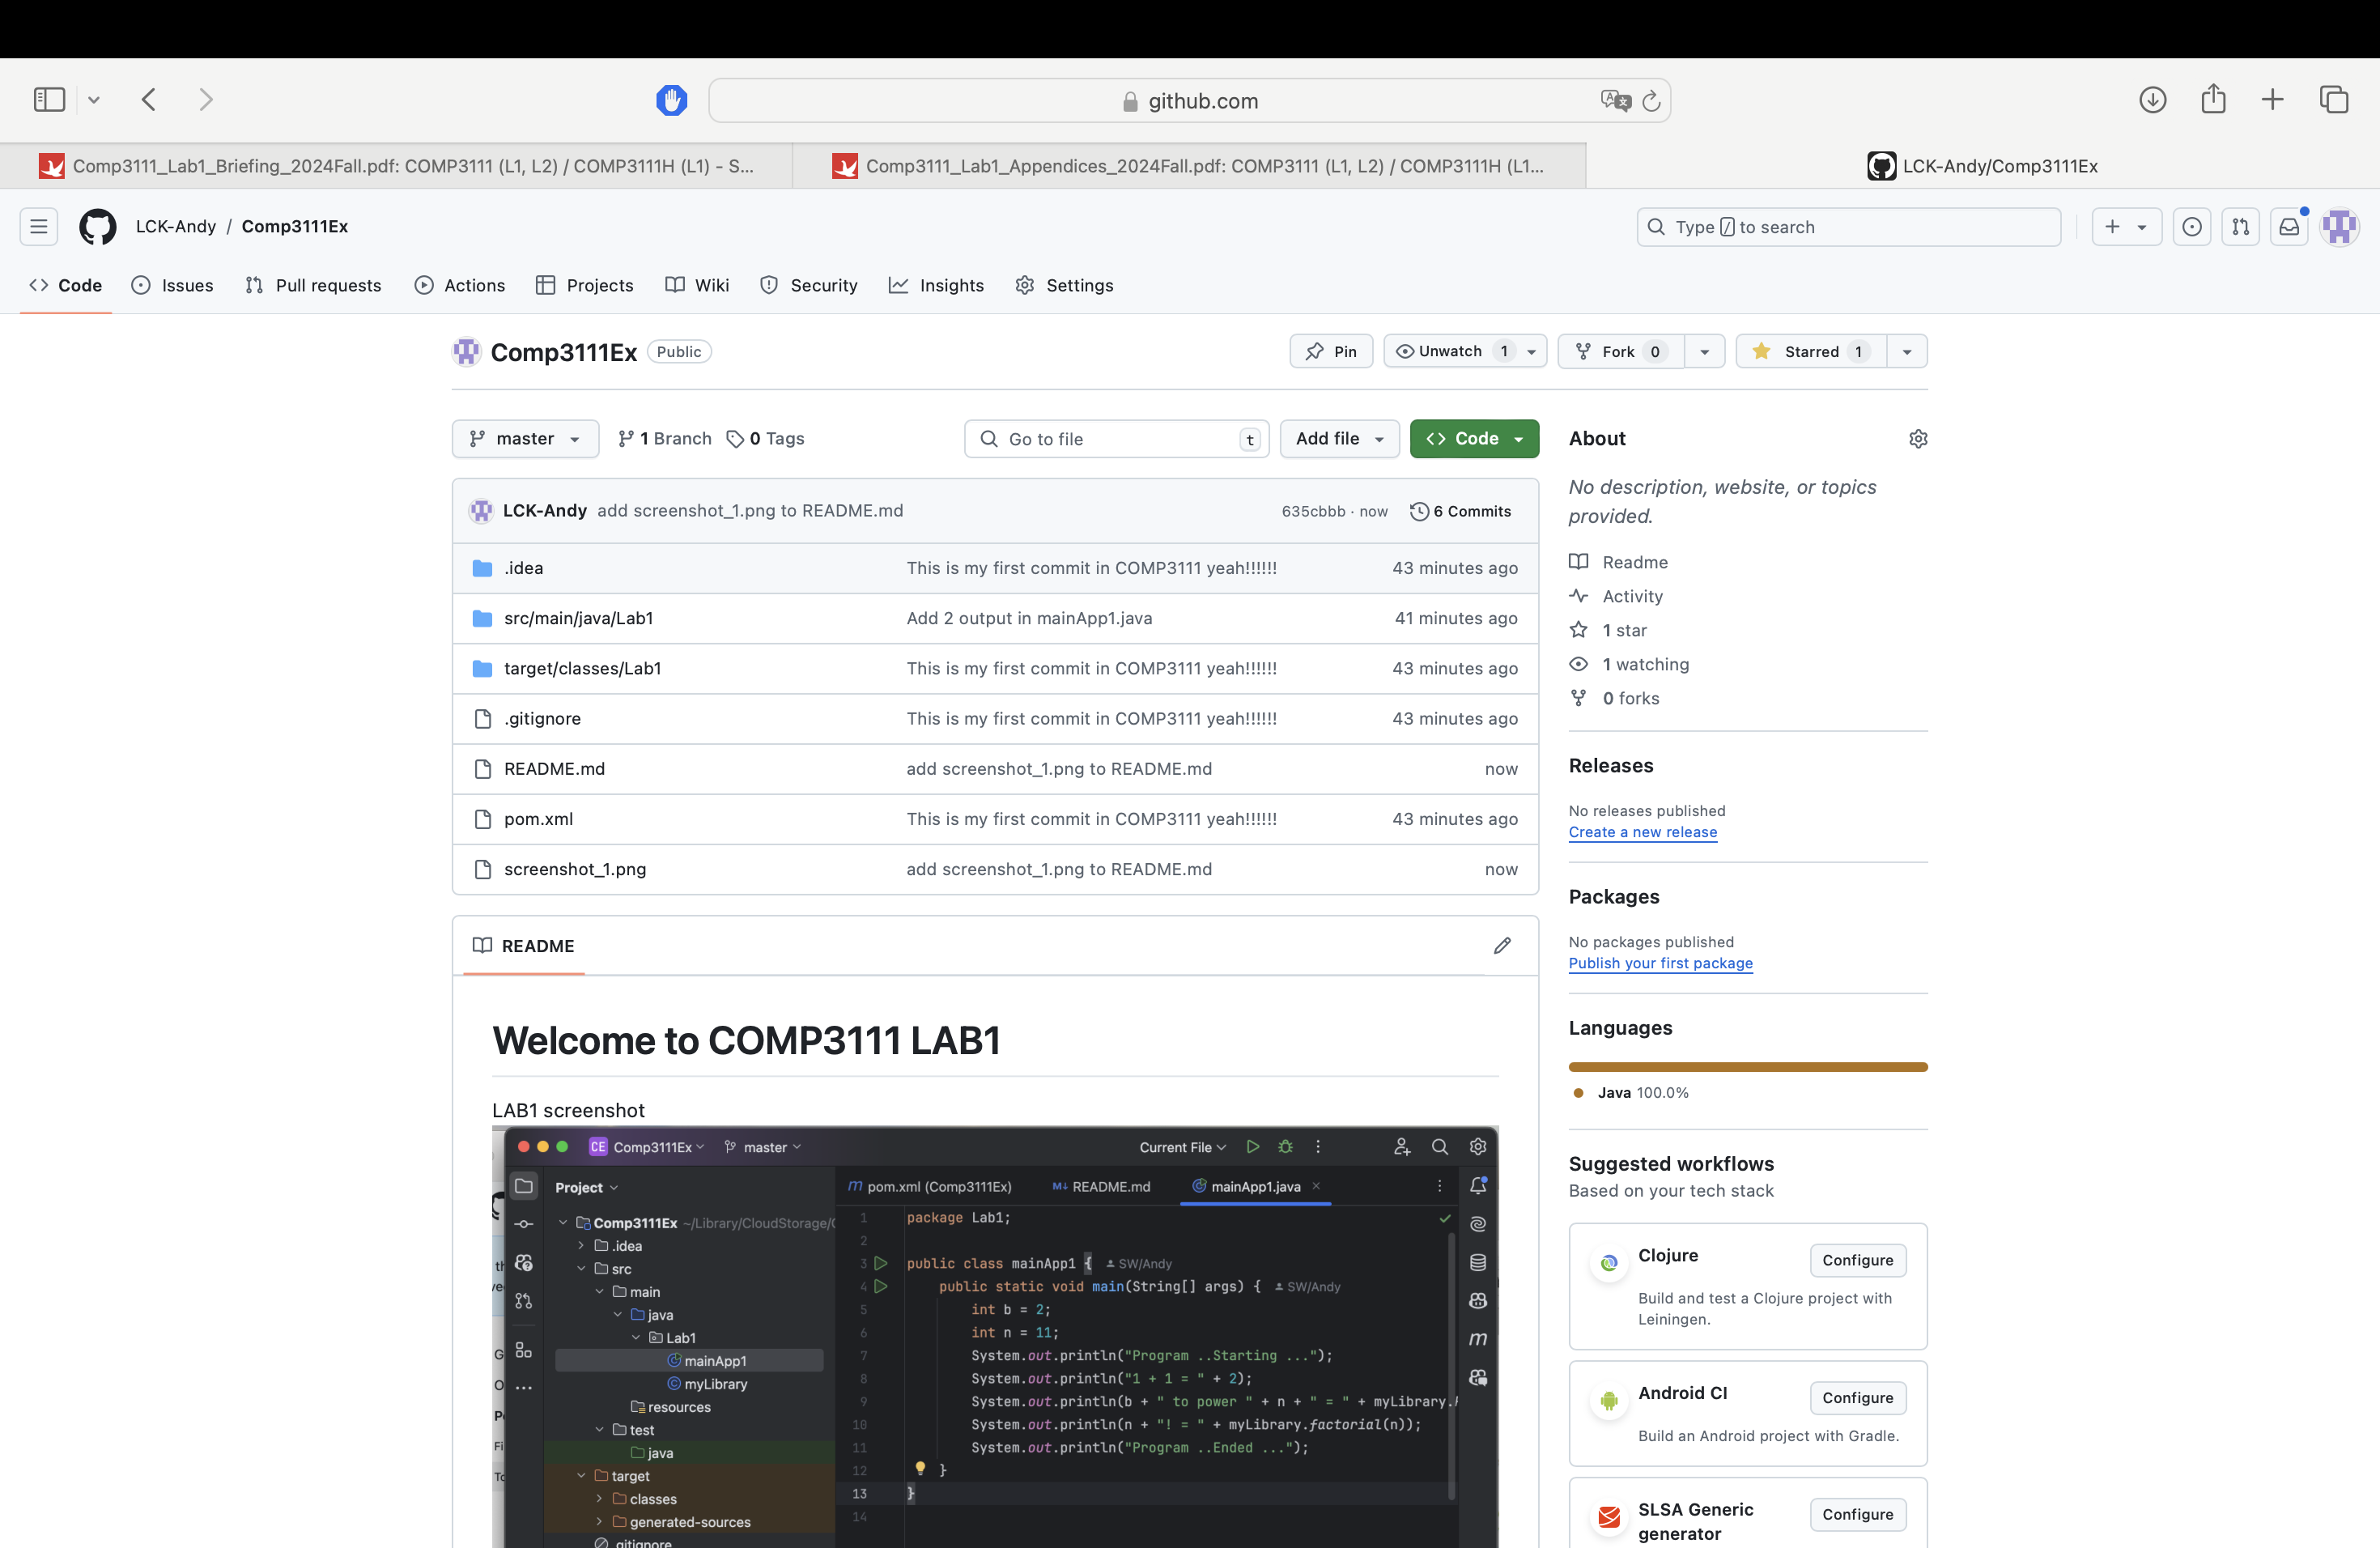 github.com
Comp3111_Lab1_Briefing_2024Fall.pdf: COMP3111 (L1, L2) / COMP3111H (L1) - S...
Comp3111_Lab1_Appendices_2024Fall.pdf: COMP3111 (L1, L2) / COMP3111H (L1...
LCK-Andy/Comp3111Ex
LCK-Andy / Comp3111Ex
Type / to search
Code Issues Pull requests Actions Projects Wiki Security Insights Settings
Comp3111Ex Public
Pin Unwatch 1 Fork 0 Starred 1
master 1 Branch 0 Tags Go to file t Add file Code
LCK-Andy add screenshot_1.png to README.md 635cbbb · now 6 Commits
.idea This is my first commit in COMP3111 yeah!!!!!! 43 minutes ago
src/main/java/Lab1 Add 2 output in mainApp1.java 41 minutes ago
target/classes/Lab1 This is my first commit in COMP3111 yeah!!!!!! 43 minutes ago
.gitignore This is my first commit in COMP3111 yeah!!!!!! 43 minutes ago
README.md add screenshot_1.png to README.md now
pom.xml This is my first commit in COMP3111 yeah!!!!!! 43 minutes ago
screenshot_1.png add screenshot_1.png to README.md now
README
Welcome to COMP3111 LAB1
LAB1 screenshot
CE Comp3111Ex master Current File
Project
Comp3111Ex ~/Library/CloudStorage/
.idea
src
main
java
Lab1
mainApp1
myLibrary
resources
test
java
target
classes
generated-sources
.gitignore
pom.xml (Comp3111Ex) README.md mainApp1.java
1 package Lab1;
2
3 public class mainApp1 { SW/Andy
4 public static void main(String[] args) { SW/Andy
5 int b = 2;
6 int n = 11;
7 System.out.println("Program ..Starting ...");
8 System.out.println("1 + 1 = " + 2);
9 System.out.println(b + " to power " + n + " = " + myLibrary.
10 System.out.println(n + "! = " + myLibrary.factorial(n));
11 System.out.println("Program ..Ended ...");
12 }
13 }
14
About
No description, website, or topics
provided.
Readme
Activity
1 star
1 watching
0 forks
Releases
No releases published
Create a new release
Packages
No packages published
Publish your first package
Languages
Java 100.0%
Suggested workflows
Based on your tech stack
Clojure Configure
Build and test a Clojure project with
Leiningen.
Android CI Configure
Build an Android project with Gradle.
SLSA Generic
generator
Configure